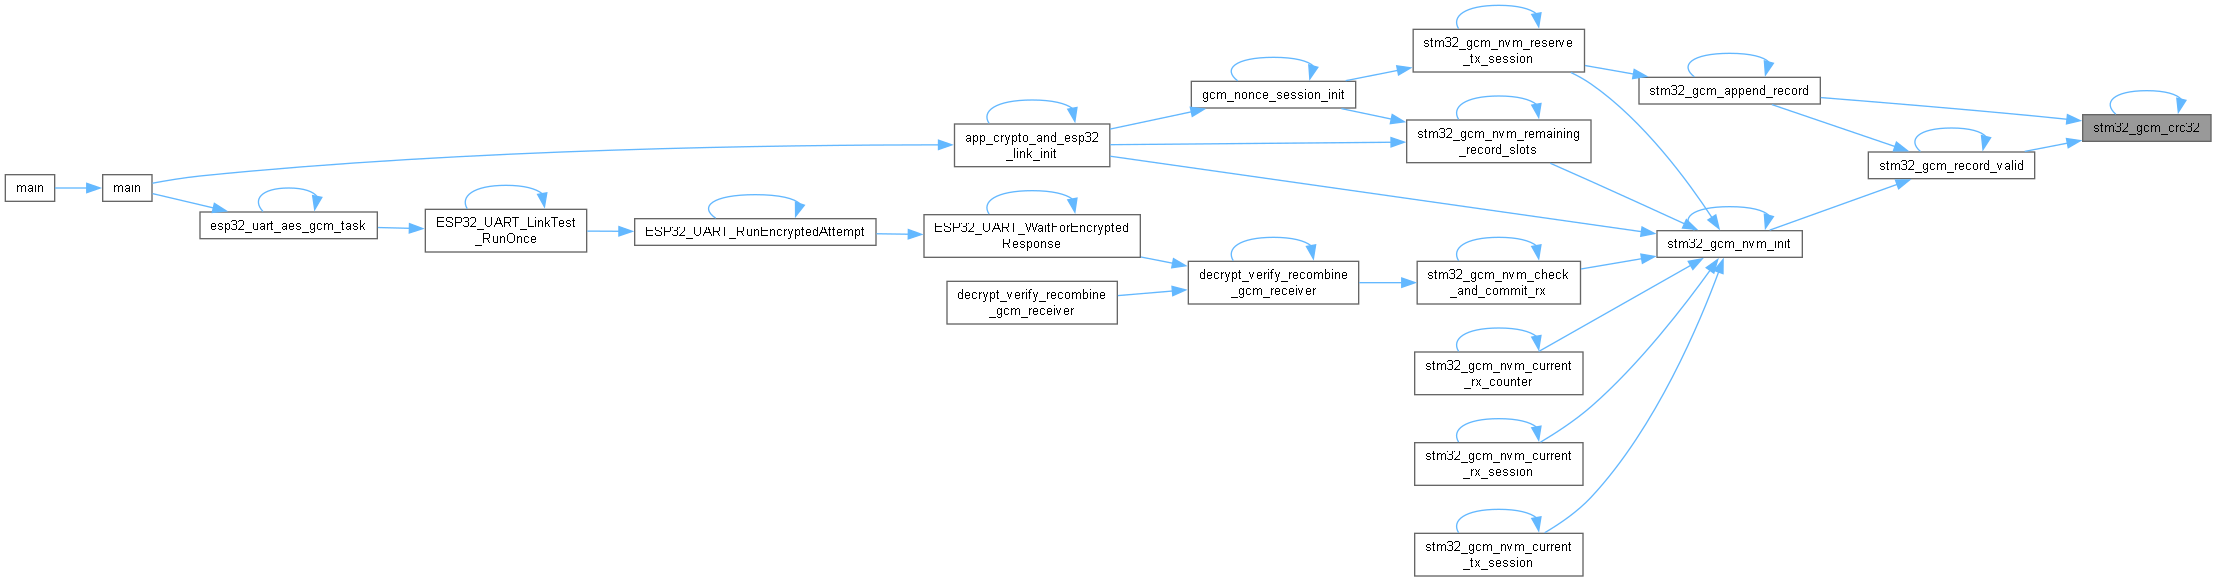 main
main
esp32_uart_aes_gcm_task
ESP32_UART_LinkTest
_RunOnce
ESP32_UART_RunEncryptedAttempt
app_crypto_and_esp32
_link_init
ESP32_UART_WaitForEncrypted
Response
decrypt_verify_recombine
_gcm_receiver
gcm_nonce_session_init
decrypt_verify_recombine
_gcm_receiver
stm32_gcm_nvm_reserve
_tx_session
stm32_gcm_nvm_remaining
_record_slots
stm32_gcm_nvm_check
_and_commit_rx
stm32_gcm_nvm_current
_rx_counter
stm32_gcm_nvm_current
_rx_session
stm32_gcm_nvm_current
_tx_session
stm32_gcm_append_record
stm32_gcm_nvm_init
stm32_gcm_record_valid
stm32_gcm_crc32